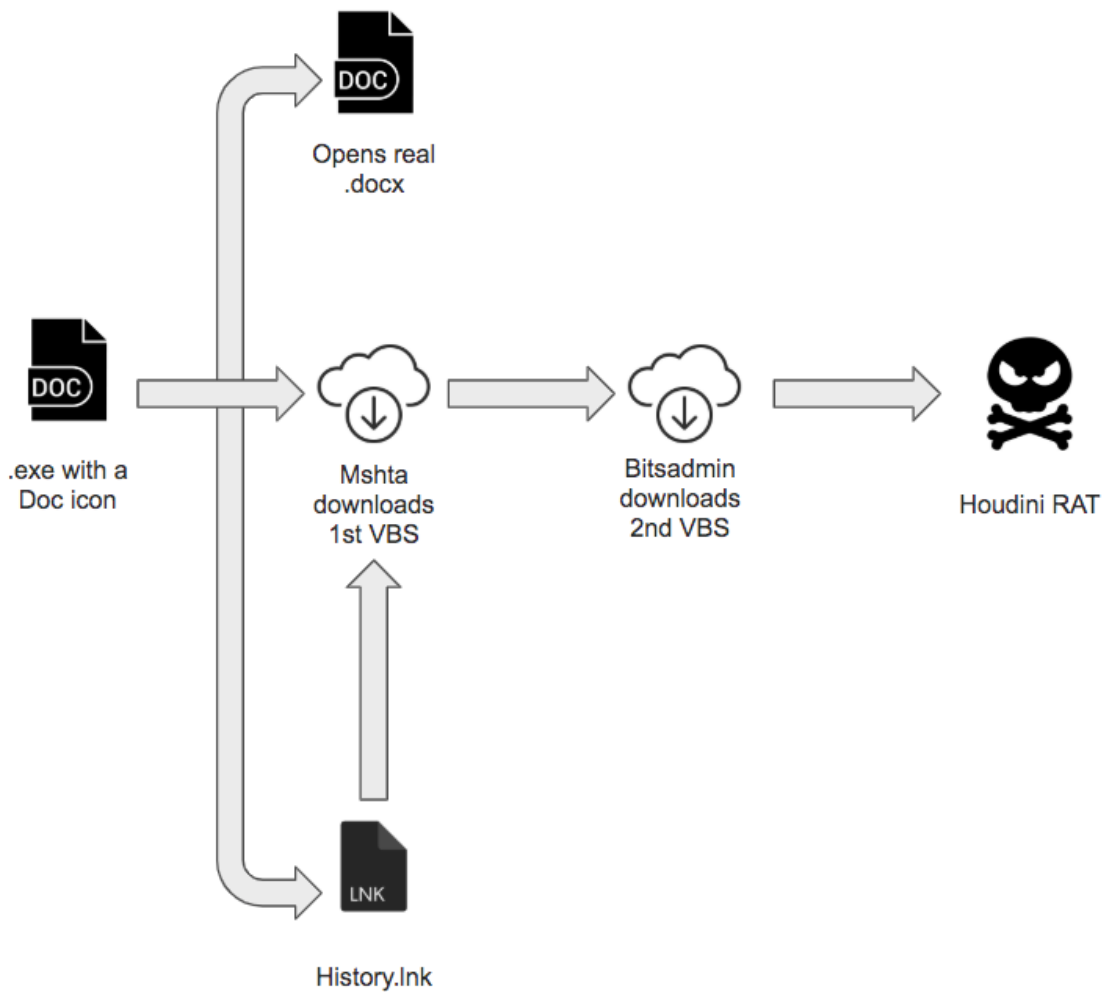 DOC
Opens real
.docx
DOC
.exe with a
Doc icon
Mshta
downloads
1st VBS
Bitsadmin
downloads
2nd VBS
Houdini RAT
LNK
History.lnk